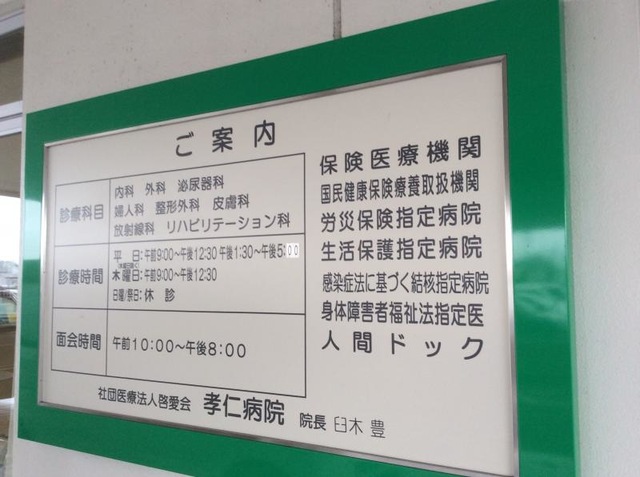 ご案内
診療科目
内科 外科 泌尿器科
婦人科 整形外科 皮膚科
放射線科 リハビリテーション科
診療時間
平 日:午前9:00～午後12:30 午後1:30～午後5:00
木曜日:午前9:00～午後12:30
日曜/祭日:休 診
面会時間
午前10:00～午後8:00
保険医療機関
国民健康保険療養取扱機関
労災保険指定病院
生活保護指定病院
感染症法に基づく結核指定病院
身体障害者福祉法指定医
人間ドック
社団医療法人啓愛会 孝仁病院 院長 臼木 豊